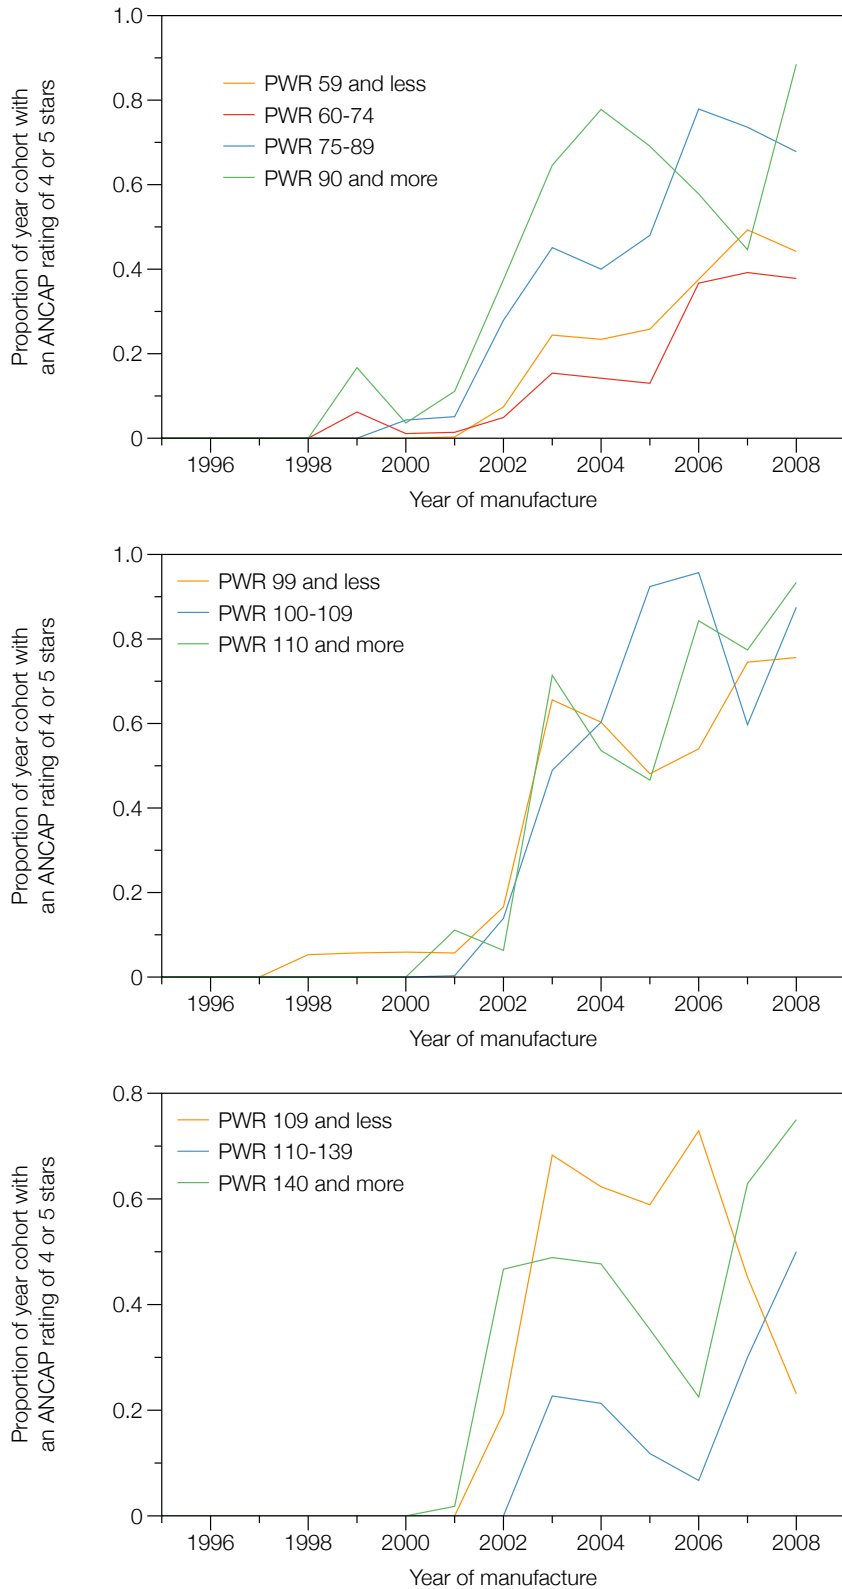 Proportion of year cohort with
an ANCAP rating of 4 or 5 stars
1.0
0.8
0.6
0.4
0.2
0
PWR 59 and less
PWR 60-74
PWR 75-89
PWR 90 and more
1996 1998 2000 2002 2004 2006 2008
Year of manufacture
Proportion of year cohort with
an ANCAP rating of 4 or 5 stars
1.0
0.8
0.6
0.4
0.2
0
PWR 99 and less
PWR 100-109
PWR 110 and more
1996 1998 2000 2002 2004 2006 2008
Year of manufacture
Proportion of year cohort with
an ANCAP rating of 4 or 5 stars
0.8
0.6
0.4
0.2
0
PWR 109 and less
PWR 110-139
PWR 140 and more
1996 1998 2000 2002 2004 2006 2008
Year of manufacture